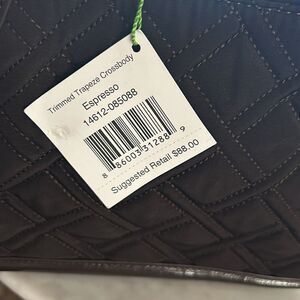 Trimmed Trapeze Crossbody
Espresso
14612-085088
8 86003 31288 9
Suggested Retail $88.00